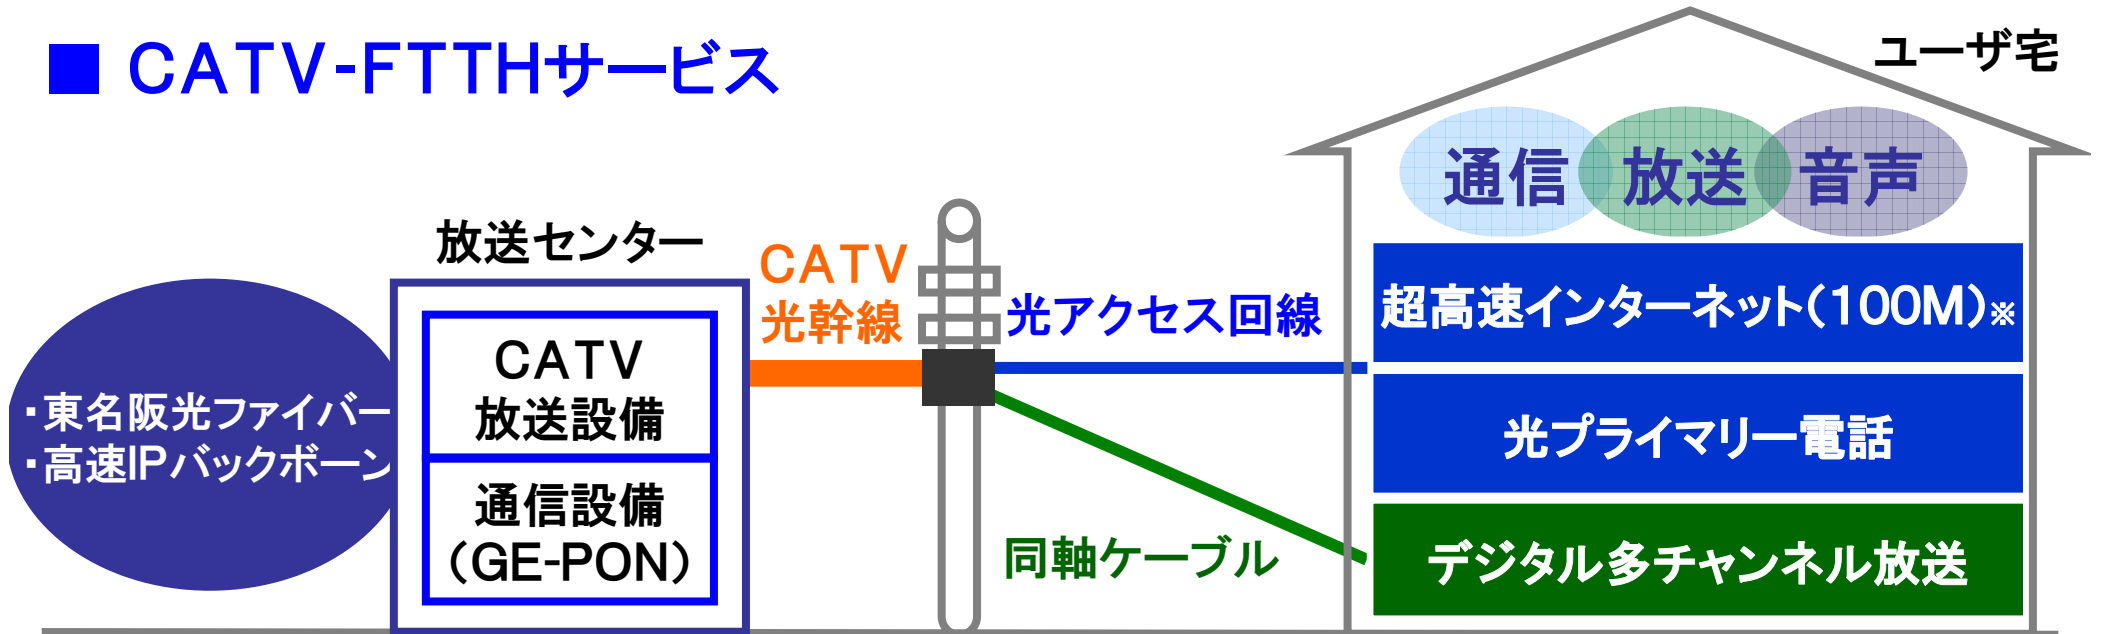 ■ CATV-FTTHサービス
ユーザ宅
通信 放送 音声
放送センター
CATV
光幹線
光アクセス回線
超高速インターネット(100M)※
CATV
放送設備
・東名阪光ファイバー
・高速IPバックボーン
光プライマリー電話
通信設備
(GE-PON)
同軸ケーブル
デジタル多チャンネル放送